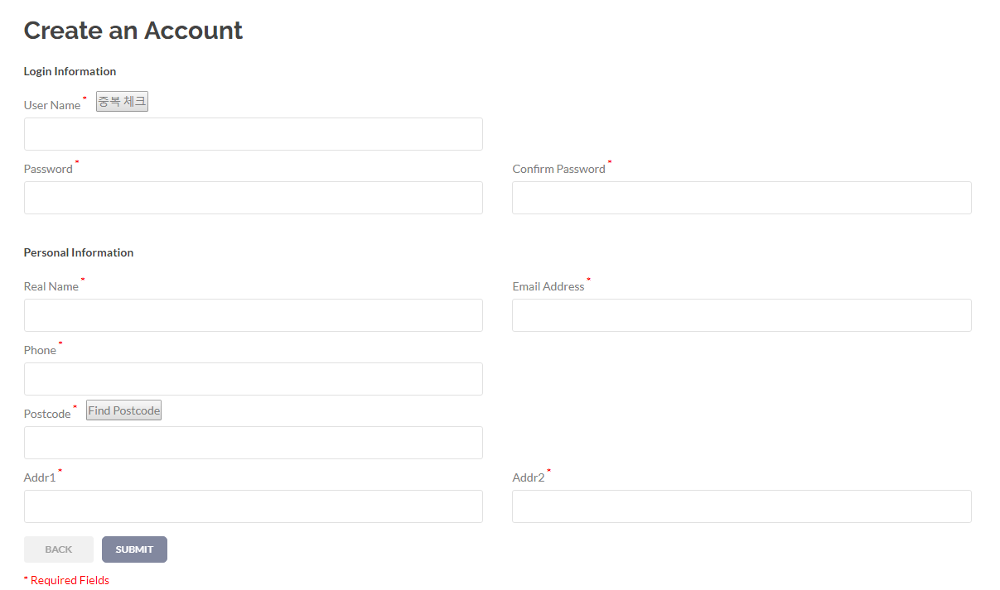 Create an Account
Login Information
User Name * 중복 체크
Password *
Confirm Password *
Personal Information
Real Name *
Email Address *
Phone *
Postcode * Find Postcode
Addr1 *
Addr2 *
BACK
SUBMIT
* Required Fields